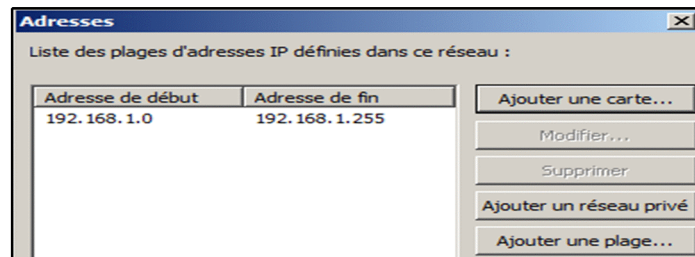 Adresses
Liste des plages d'adresses IP définies dans ce réseau :
Adresse de début Adresse de fin
192.168.1.0 192.168.1.255
Ajouter une carte...
Modifier...
Supprimer
Ajouter un réseau privé
Ajouter une plage...